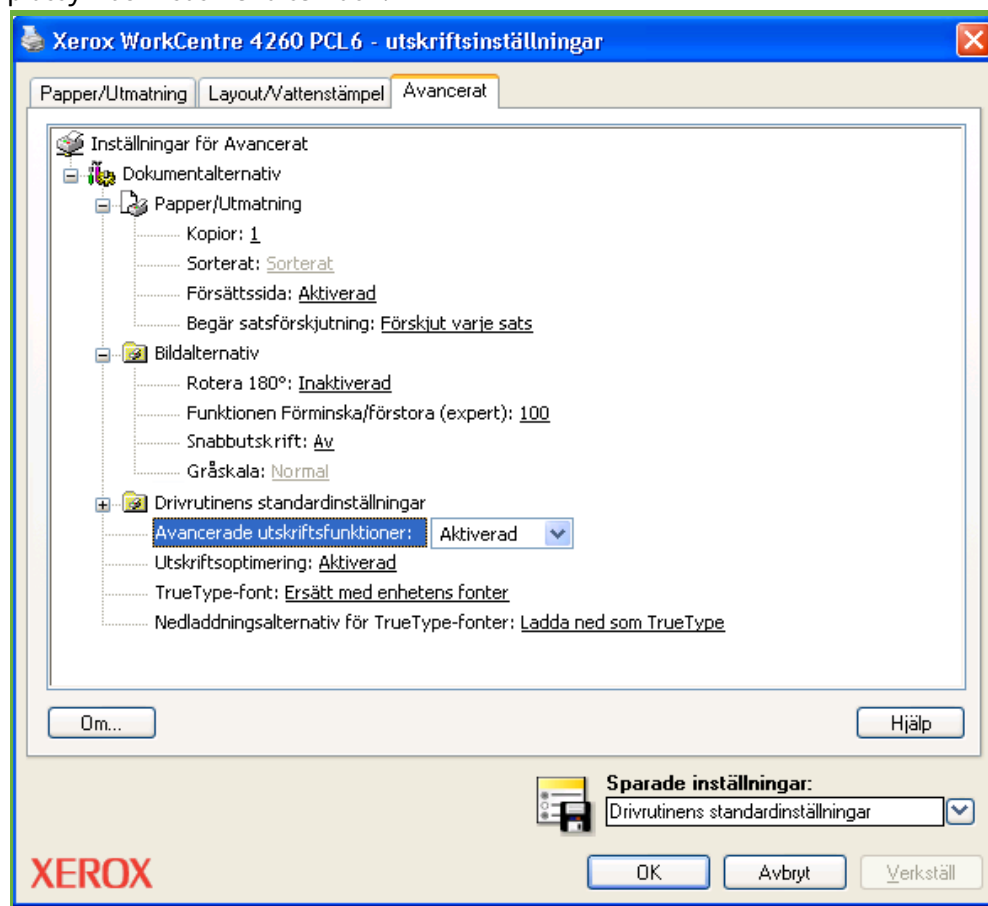 Xerox WorkCentre 4260 PCL6 - utskriftsinställningar
Papper/Utmatning Layout/Vattenstämpel Avancerat
Inställningar för Avancerat
Dokumentalternativ
Papper/Utmatning
Kopior: 1
Sorterat: Sorterat
Försättssida: Aktiverad
Begär satsförskjutning: Förskjut varje sats
Bildalternativ
Rotera 180°: Inaktiverad
Funktionen Förminska/förstora (expert): 100
Snabbutskrift: Av
Gråskala: Normal
Drivrutinens standardinställningar
Avancerade utskriftsfunktioner: Aktiverad
Utskriftsoptimering: Aktiverad
TrueType-font: Ersätt med enhetens fonter
Nedladdningsalternativ för TrueType-fonter: Ladda ned som TrueType
Om... Hjälp
Sparade inställningar:
Drivrutinens standardinställningar
XEROX OK Avbryt Verkställ